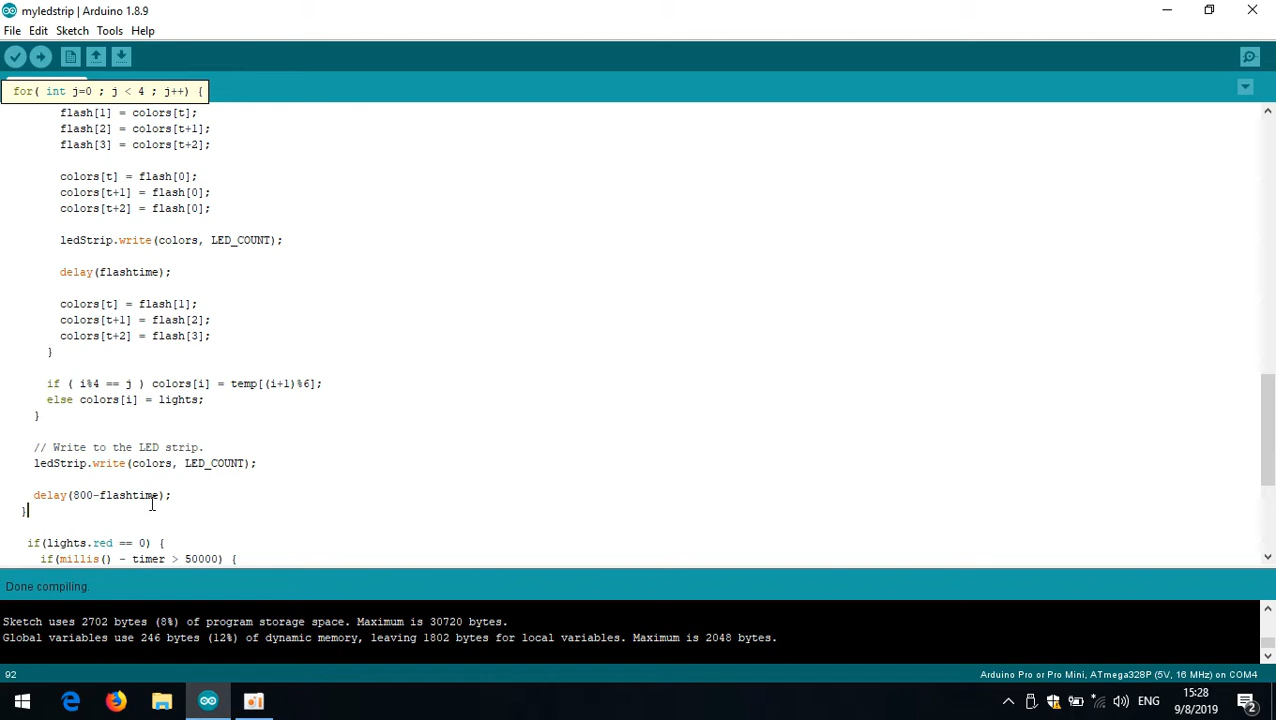 myledstrip | Arduino 1.8.9
File Edit Sketch Tools Help
for( int j=0 ; j < 4 ; j++) {
flash[1] = colors[t];
flash[2] = colors[t+1];
flash[3] = colors[t+2];
colors[t] = flash[0];
colors[t+1] = flash[0];
colors[t+2] = flash[0];
ledStrip.write(colors, LED_COUNT);
delay(flashtime);
colors[t] = flash[1];
colors[t+1] = flash[2];
colors[t+2] = flash[3];
}
if ( i%4 == j ) colors[i] = temp[(i+1)%6];
else colors[i] = lights;
}
// Write to the LED strip.
ledStrip.write(colors, LED_COUNT);
delay(800-flashtime);
}
if(lights.red == 0) {
if(millis() - timer > 50000) {
Done compiling.
Sketch uses 2702 bytes (8%) of program storage space. Maximum is 30720 bytes.
Global variables use 246 bytes (12%) of dynamic memory, leaving 1802 bytes for local variables. Maximum is 2048 bytes.
92 Arduino Pro or Pro Mini, ATmega328P (5V, 16 MHz) on COM4
ENG 15:28
9/8/2019 2